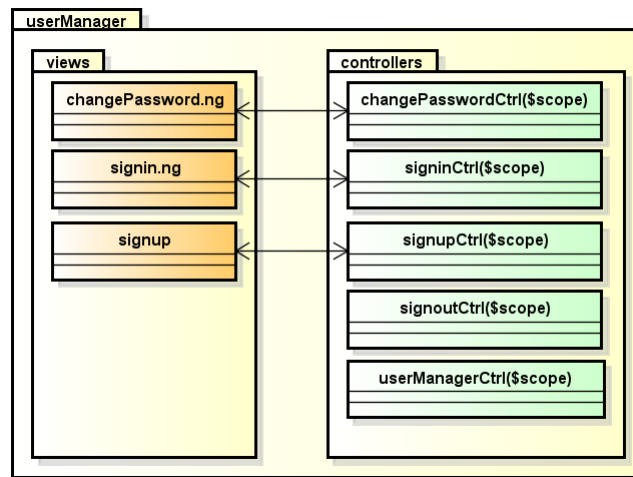 userManager
views
changePassword.ng
signin.ng
signup
controllers
changePasswordCtrl($scope)
signinCtrl($scope)
signupCtrl($scope)
signoutCtrl($scope)
userManagerCtrl($scope)